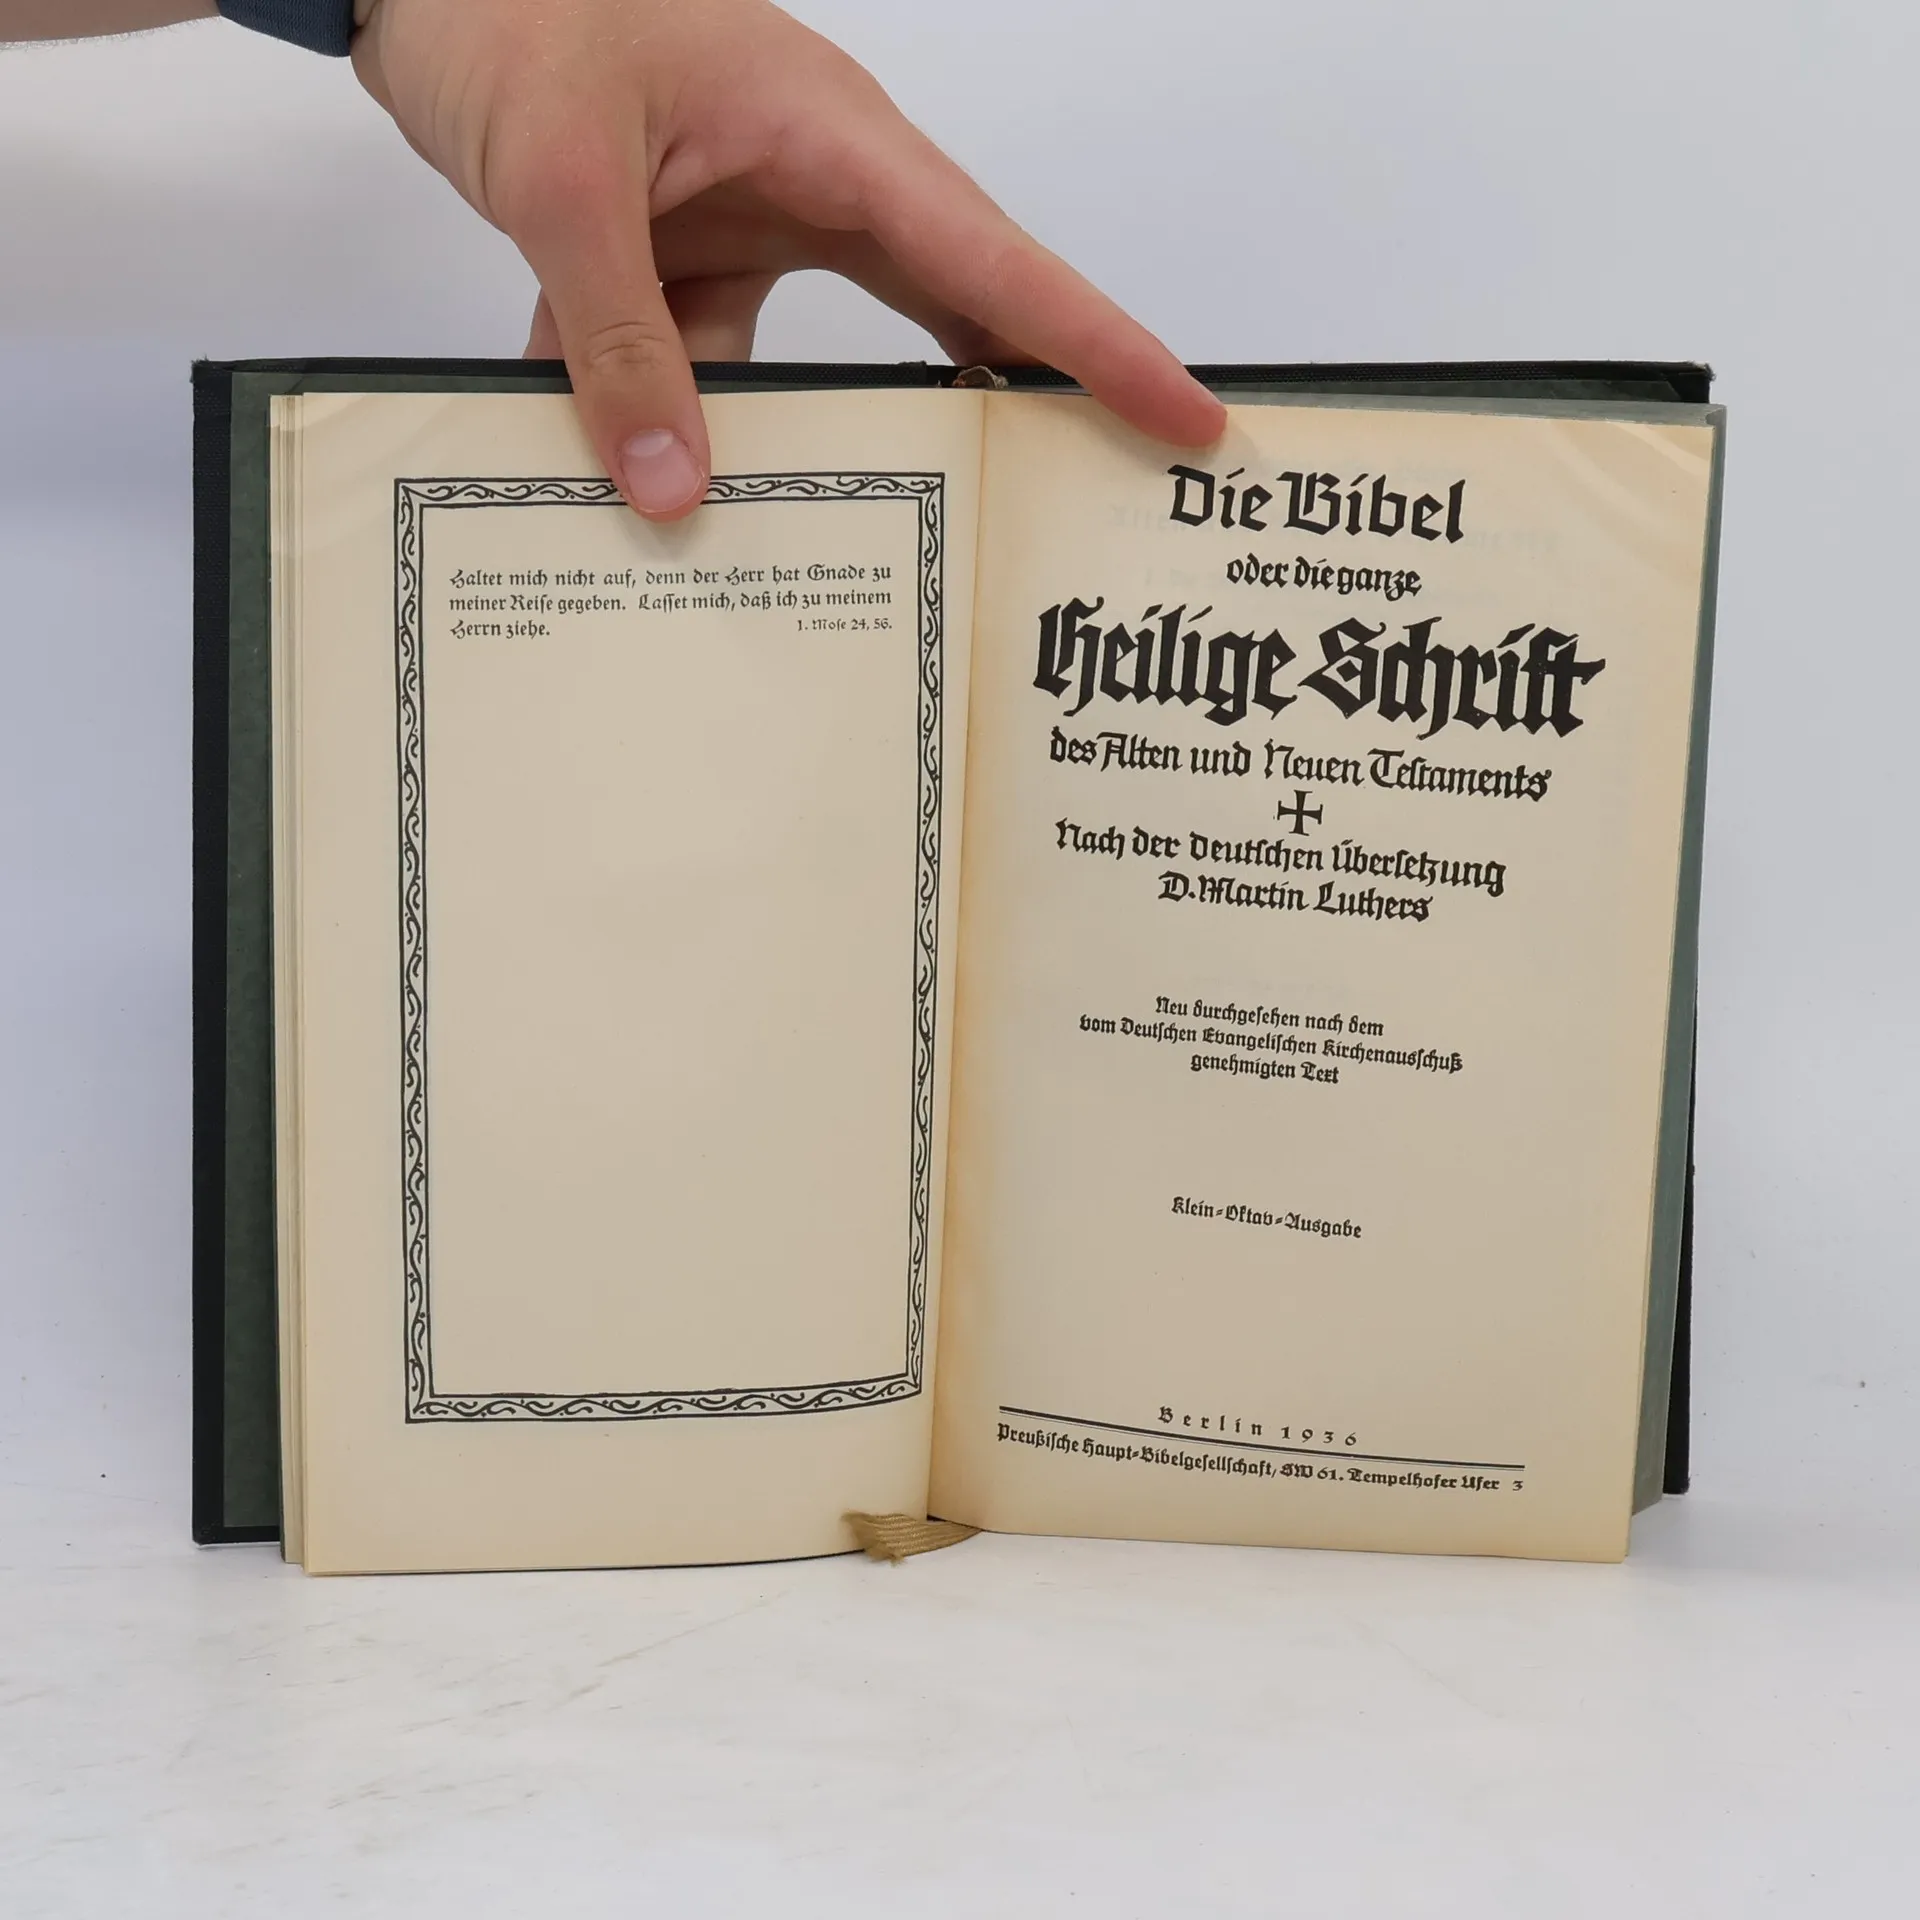 Haltet mich nicht auf, denn der Herr hat Gnade zu
meiner Reiſe gegeben. Laſſet mich, daß ich zu meinem
Herrn ziehe. 1. Moſe 24, 56.
Die Bibel
oder die ganze
Heilige Schrift
des Alten und Neuen Teſtaments
Nach der deutſchen Überſetzung
D. Martin Luthers
Neu durchgeſehen nach dem
vom Deutſchen Evangeliſchen Kirchenausſchuß
genehmigten Text
Klein-Oktav-Ausgabe
Berlin 1936
Preußiſche Haupt-Bibelgeſellſchaft, SW 61. Tempelhofer Ufer 3